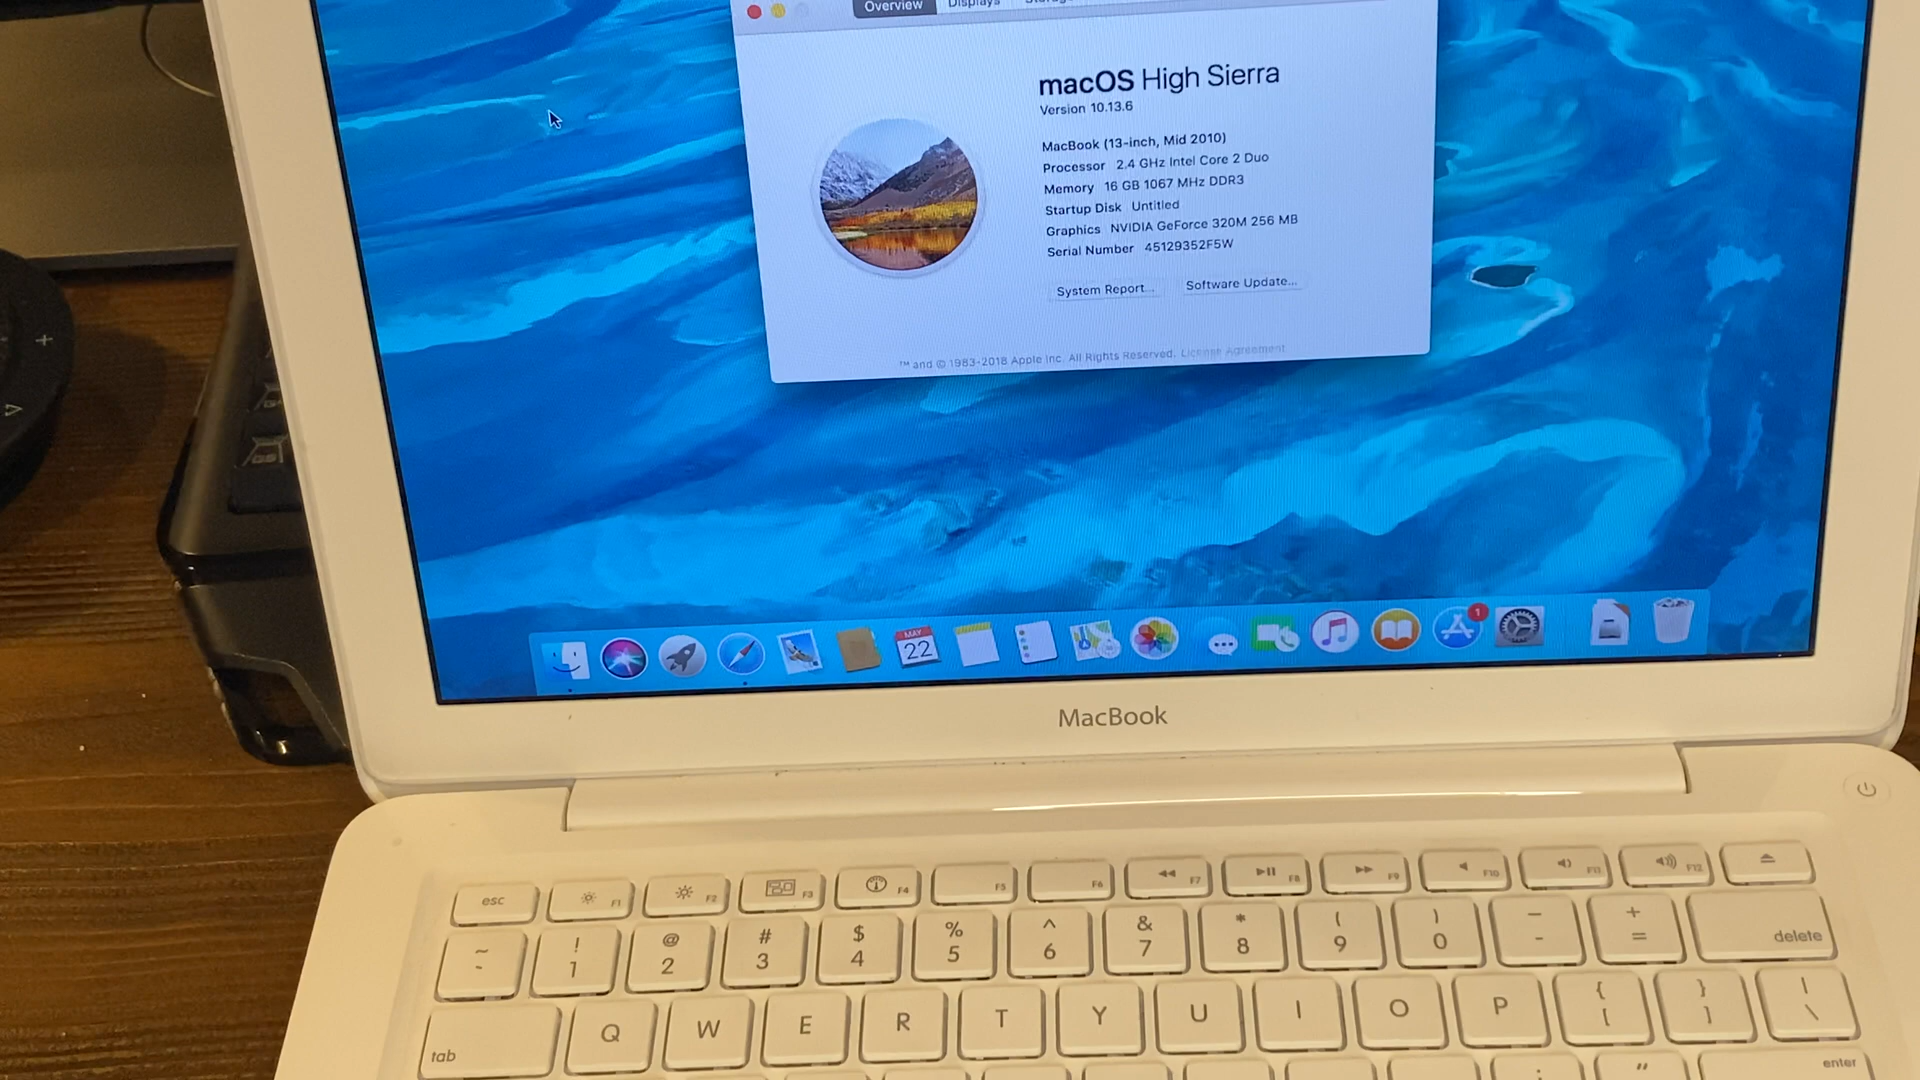 Overview Displays
macOS High Sierra
Version 10.13.6
MacBook (13-inch, Mid 2010)
Processor 2.4 GHz Intel Core 2 Duo
Memory 16 GB 1067 MHz DDR3
Startup Disk Untitled
Graphics NVIDIA GeForce 320M 256 MB
Serial Number 45129352F5W
System Report... Software Update...
™ and © 1983-2018 Apple Inc. All Rights Reserved. License Agreement
MAY
22
1
MacBook
esc F1 F2 F3 F4 F5 F6 F7 F8 F9 F10 F11 F12
~ ! @ # $ % ^ & * ( ) — +
1 2 3 4 5 6 7 8 9 0 - = delete
{ } |
tab Q W E R T Y U I O P [ ] \
: " enter